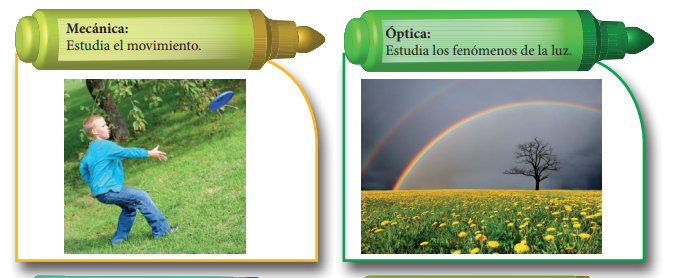 Mecánica:
Estudia el movimiento.
Óptica:
Estudia los fenómenos de la luz.